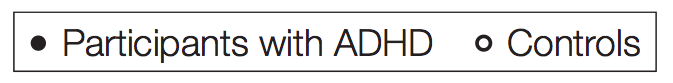 ● Participants with ADHD ○ Controls